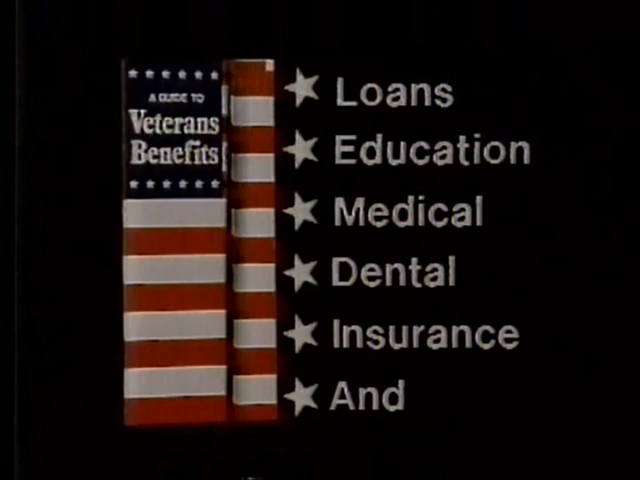 A GUIDE TO
Veterans
Benefits
Loans
Education
Medical
Dental
Insurance
And